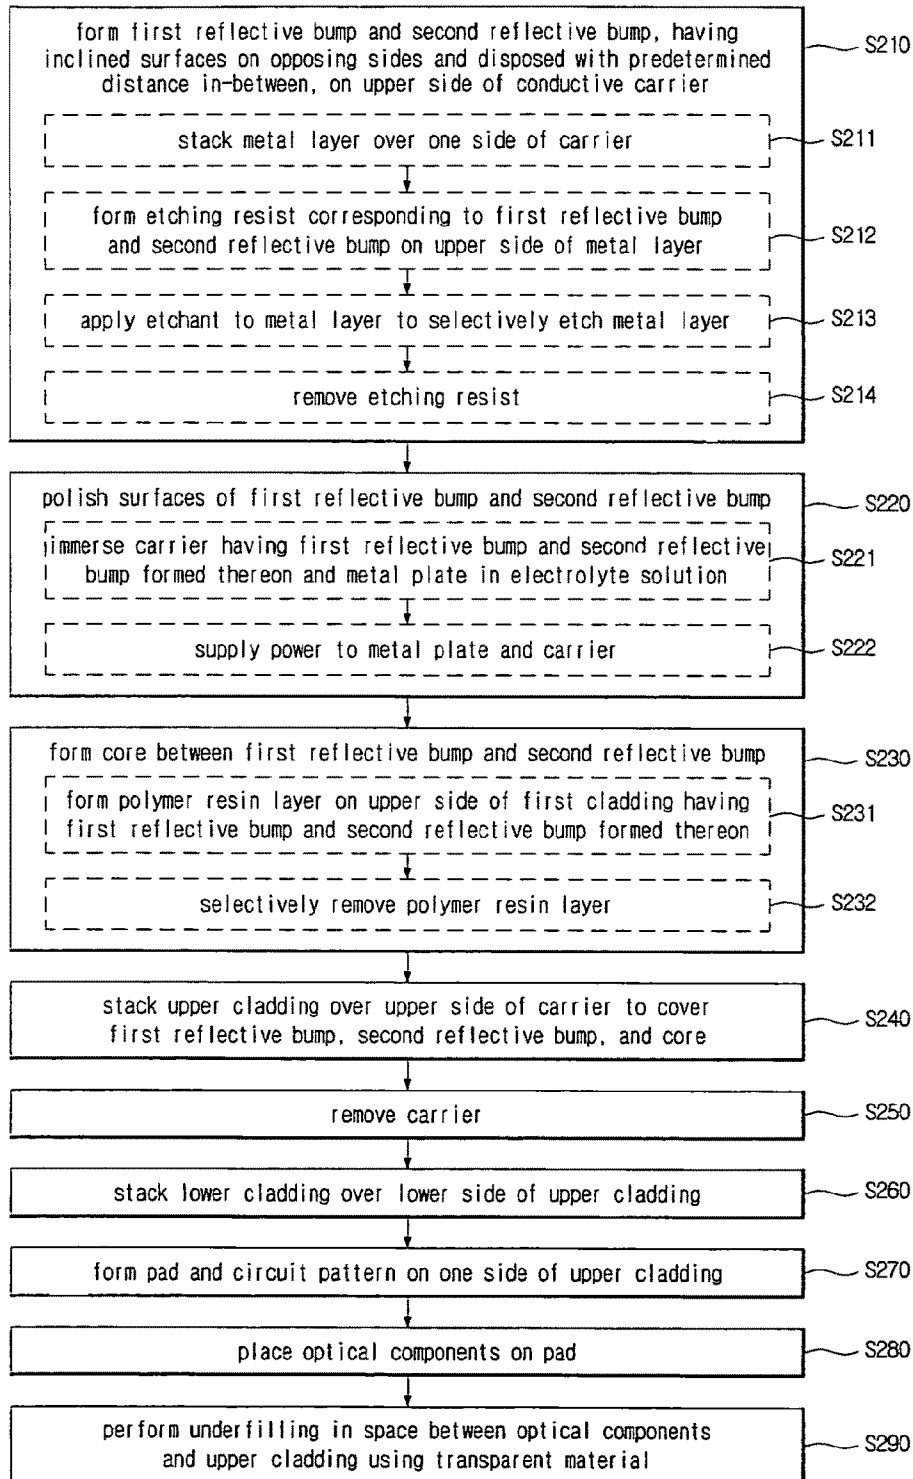 form first reflective bump and second reflective bump, having
inclined surfaces on opposing sides and disposed with predetermined
distance in-between, on upper side of conductive carrier
S210
stack metal layer over one side of carrier
S211
form etching resist corresponding to first reflective bump
and second reflective bump on upper side of metal layer
S212
apply etchant to metal layer to selectively etch metal layer
S213
remove etching resist
S214
polish surfaces of first reflective bump and second reflective bump
S220
immerse carrier having first reflective bump and second reflective
bump formed thereon and metal plate in electrolyte solution
S221
supply power to metal plate and carrier
S222
form core between first reflective bump and second reflective bump
S230
form polymer resin layer on upper side of first cladding having
first reflective bump and second reflective bump formed thereon
S231
selectively remove polymer resin layer
S232
stack upper cladding over upper side of carrier to cover
first reflective bump, second reflective bump, and core
S240
remove carrier
S250
stack lower cladding over lower side of upper cladding
S260
form pad and circuit pattern on one side of upper cladding
S270
place optical components on pad
S280
perform underfilling in space between optical components
and upper cladding using transparent material
S290